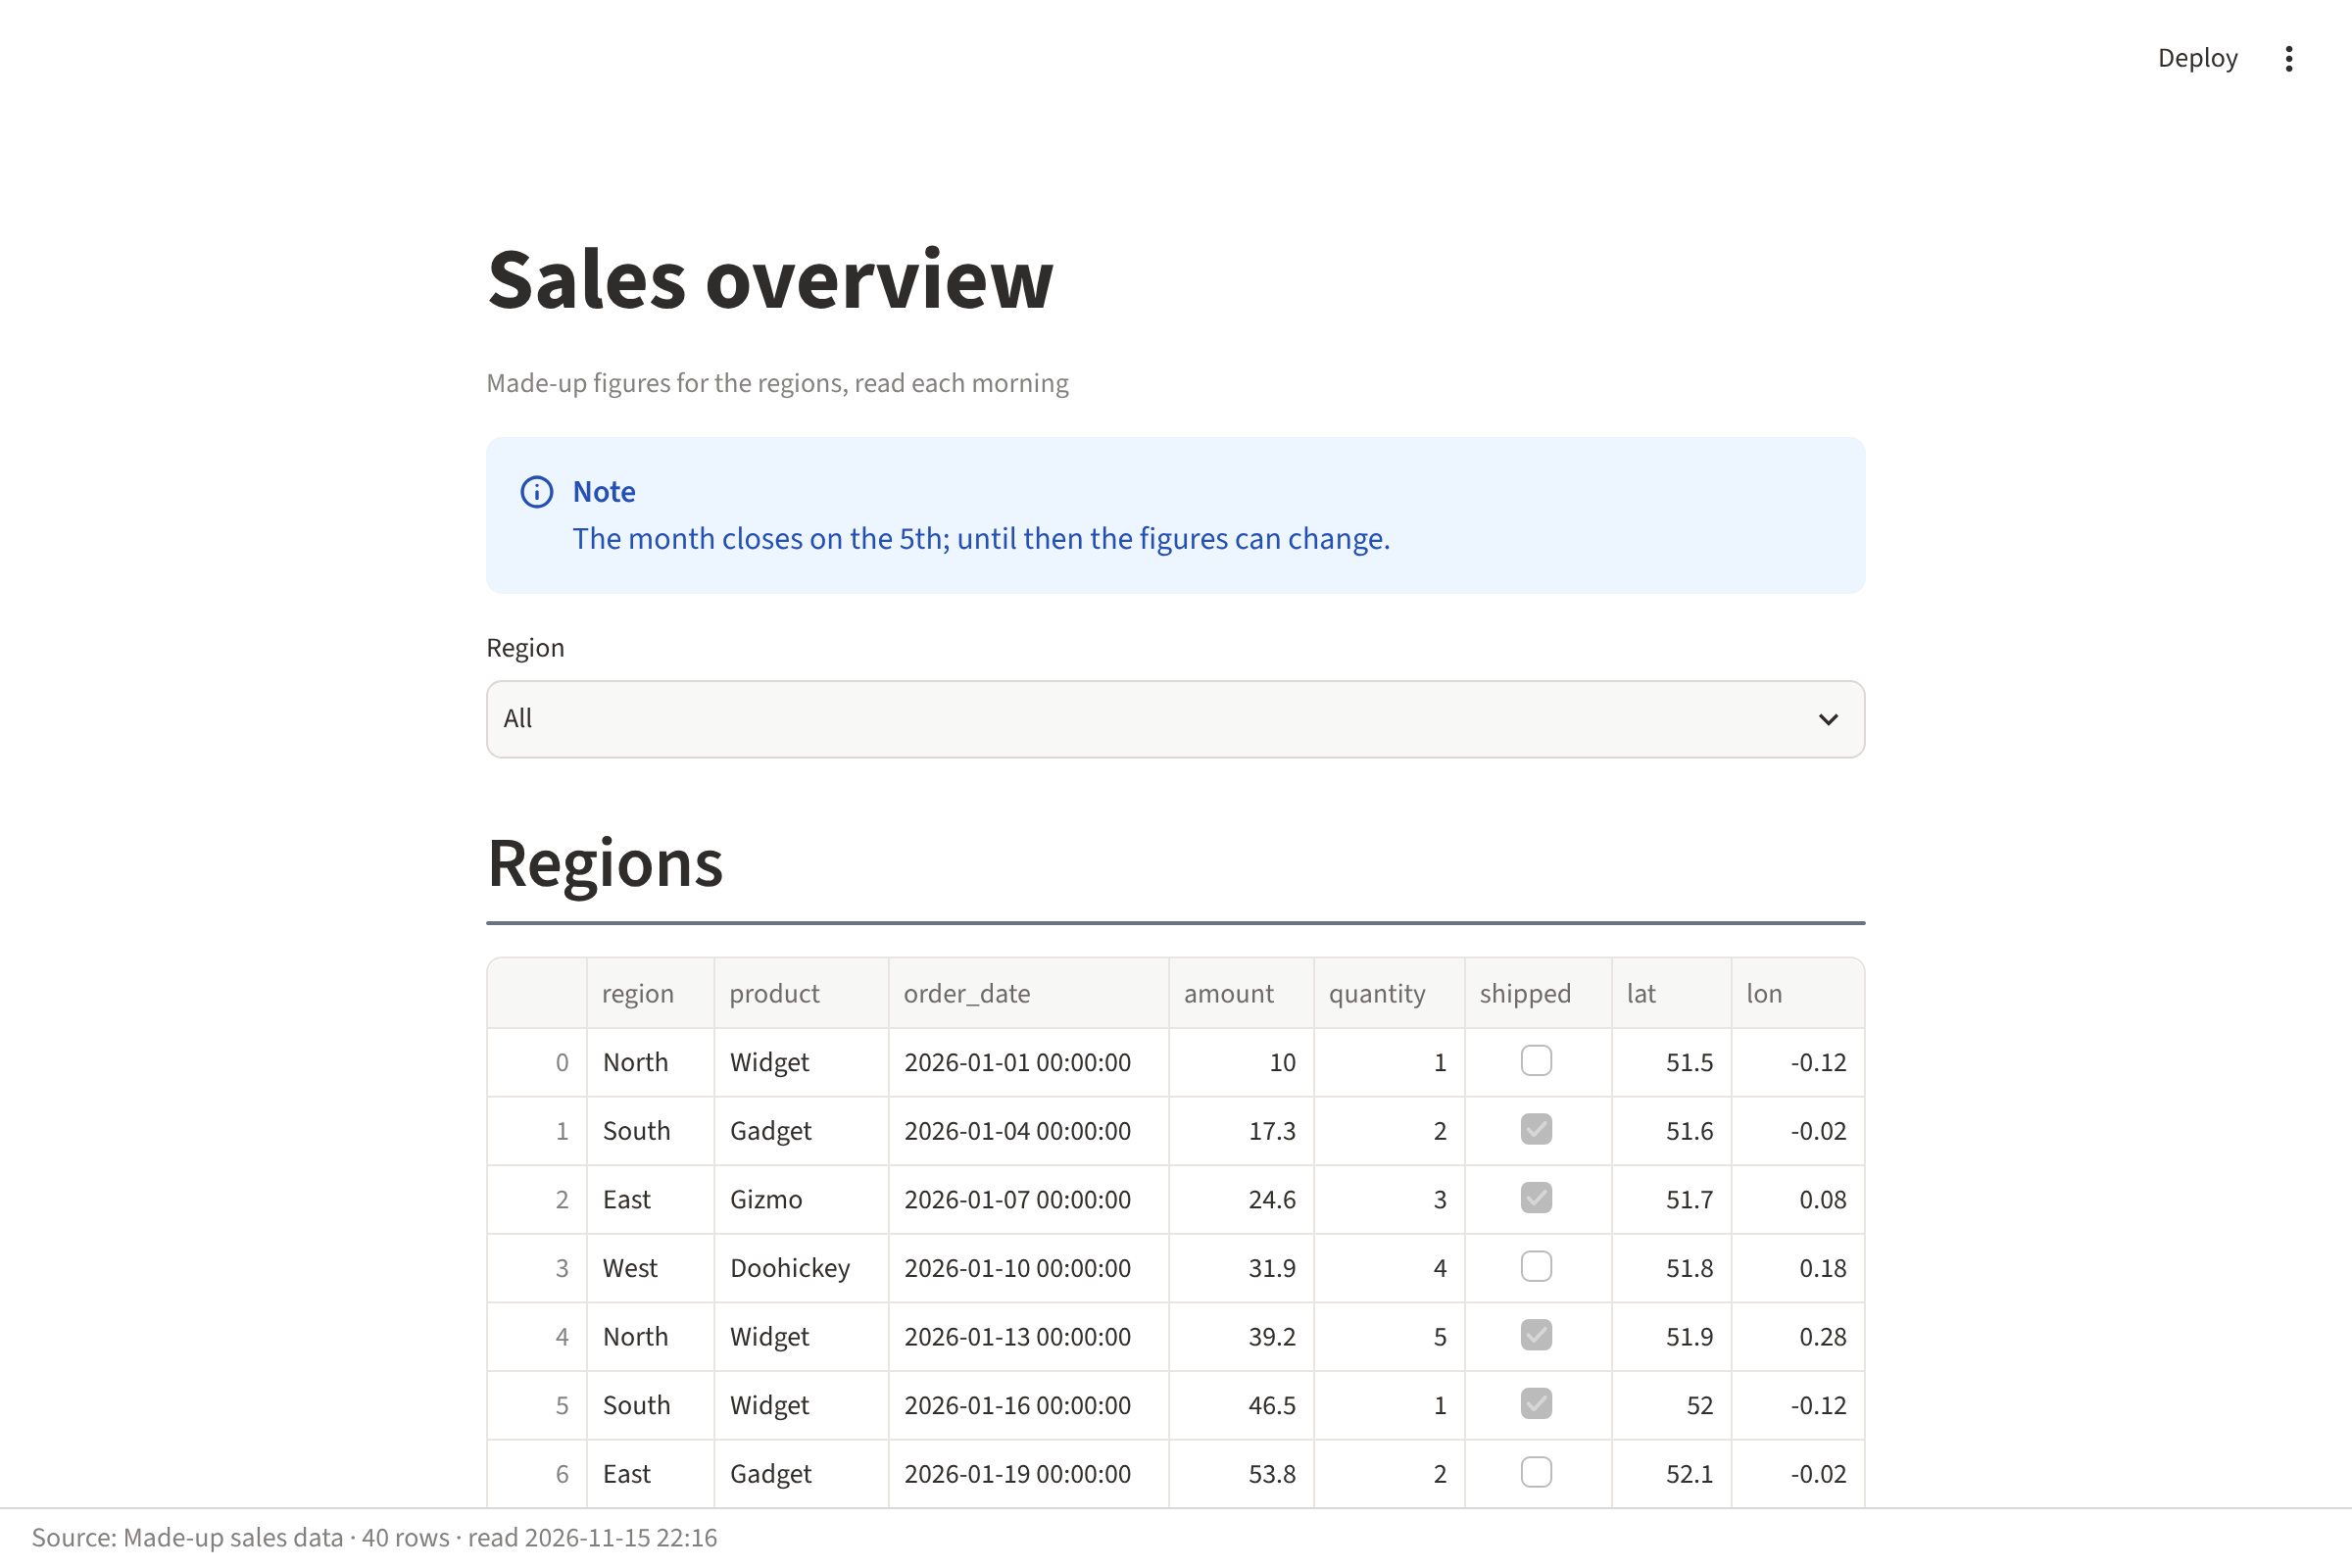 Deploy
Sales overview
Made-up figures for the regions, read each morning
Note
The month closes on the 5th; until then the figures can change.
Region
All
Regions
region product order_date amount quantity shipped lat lon
0 North Widget 2026-01-01 00:00:00 10 1 51.5 -0.12
1 South Gadget 2026-01-04 00:00:00 17.3 2 51.6 -0.02
2 East Gizmo 2026-01-07 00:00:00 24.6 3 51.7 0.08
3 West Doohickey 2026-01-10 00:00:00 31.9 4 51.8 0.18
4 North Widget 2026-01-13 00:00:00 39.2 5 51.9 0.28
5 South Widget 2026-01-16 00:00:00 46.5 1 52 -0.12
6 East Gadget 2026-01-19 00:00:00 53.8 2 52.1 -0.02
Source: Made-up sales data · 40 rows · read 2026-11-15 22:16